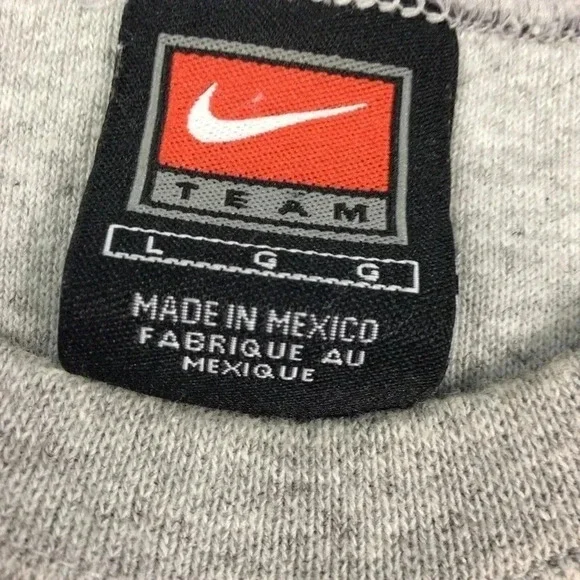 TEAM
L G G
MADE IN MEXICO
FABRIQUE AU
MEXIQUE